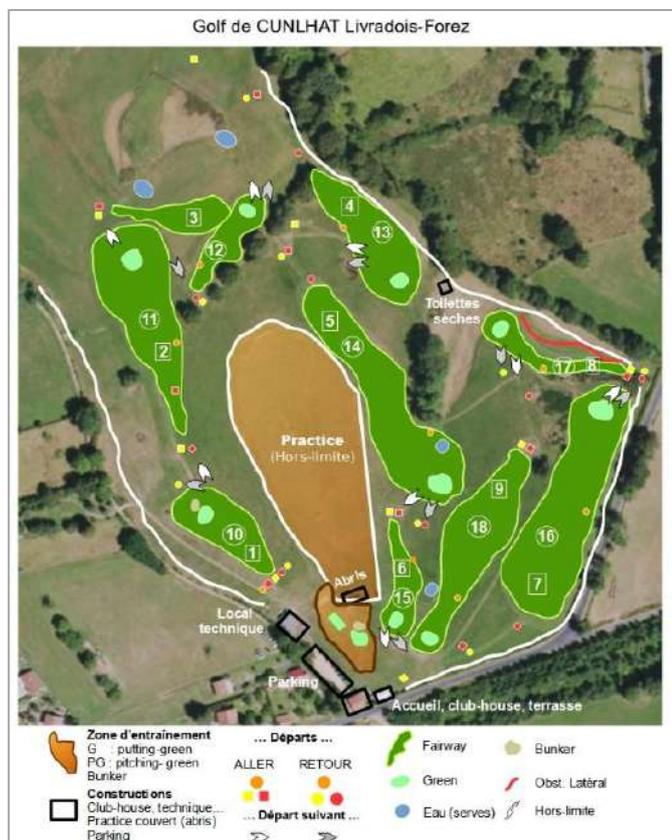 Golf de CUNLHAT Livradois-Forez
4
3
13
12
Toilettes
sèches
5
11
14
2
17
8
Practice
(Hors-limite)
9
10
18
16
1
6
7
Abris
15
Local
technique
Parking
Accueil, club-house, terrasse
Zone d'entraînement
G : putting-green
PG : pitching- green
Bunker
Constructions
Club-house, technique...
Practice couvert (abris)
Parking
... Départs ...
ALLER
RETOUR
... Départ suivant ...
Fairway
Green
Eau (serves)
Bunker
Obst. Latéral
Hors-limite